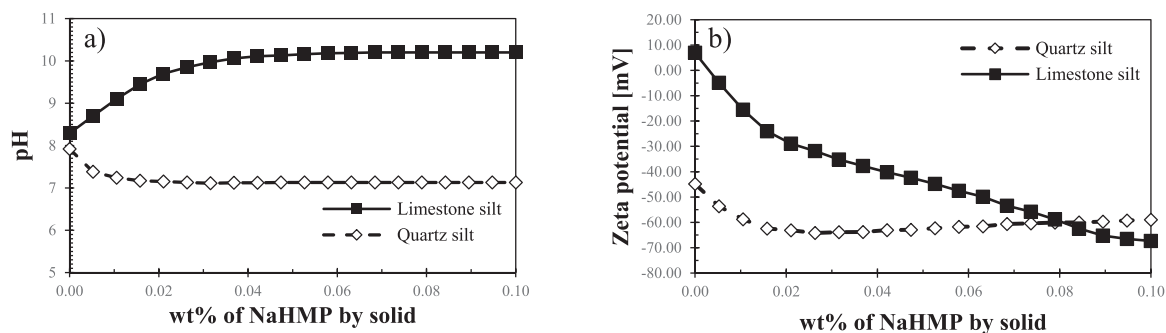 a)
11
10
9
8
7
6
5
pH
0.00 0.02 0.04 0.06 0.08 0.10
wt% of NaHMP by solid
Limestone silt
Quartz silt
b)
20.00
10.00
0.00
-10.00
-20.00
-30.00
-40.00
-50.00
-60.00
-70.00
-80.00
Zeta potential [mV]
0.00 0.02 0.04 0.06 0.08 0.10
wt% of NaHMP by solid
Quartz silt
Limestone silt